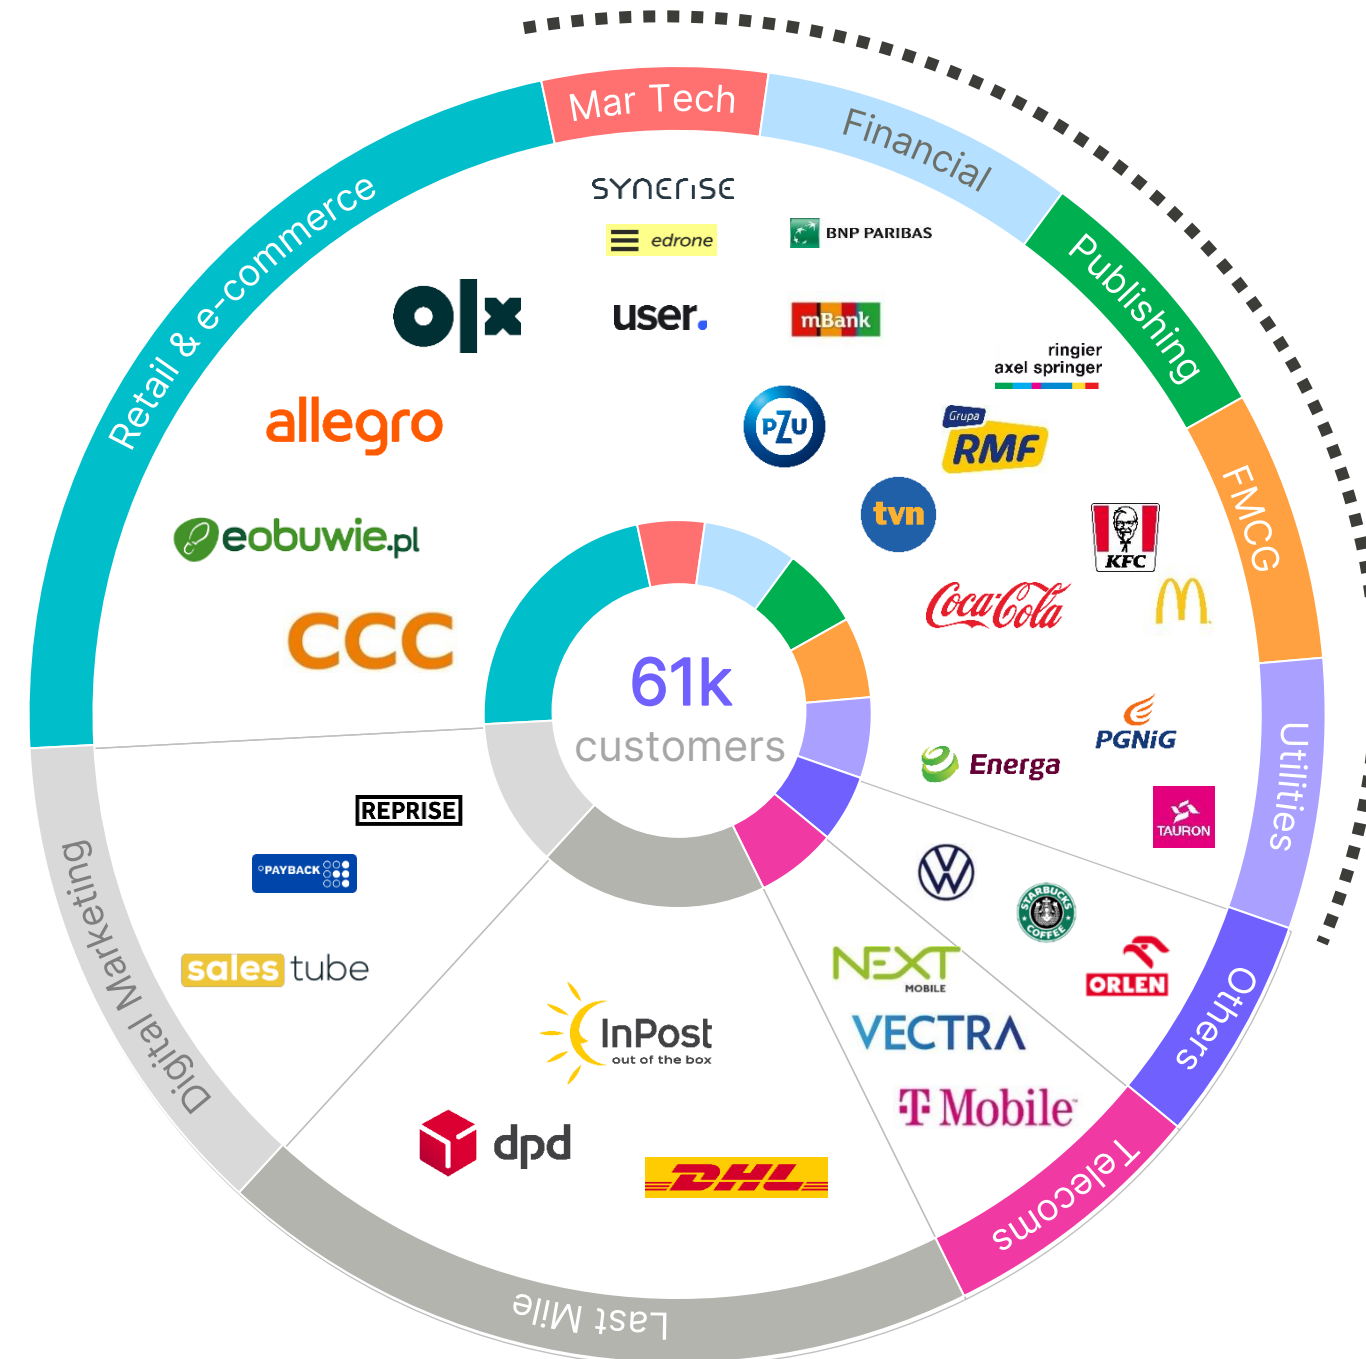 Mar Tech
Financial
Publishing
FMCG
Utilities
Others
Telecoms
Last Mile
Digital Marketing
Retail & e-commerce
SYNERISE
edrone
user.
BNP PARIBAS
mBank
PZU
ringier
axel springer
Grupa
RMF
tvn
KFC
Coca-Cola
PGNiG
Energa
TAURON
STARBUCKS
COFFEE
ORLEN
NEXT
MOBILE
VECTRA
T Mobile
InPost
out of the box
dpd
DHL
REPRISE
PAYBACK
sales tube
olx
allegro
eobuwie.pl
CCC
61k
customers